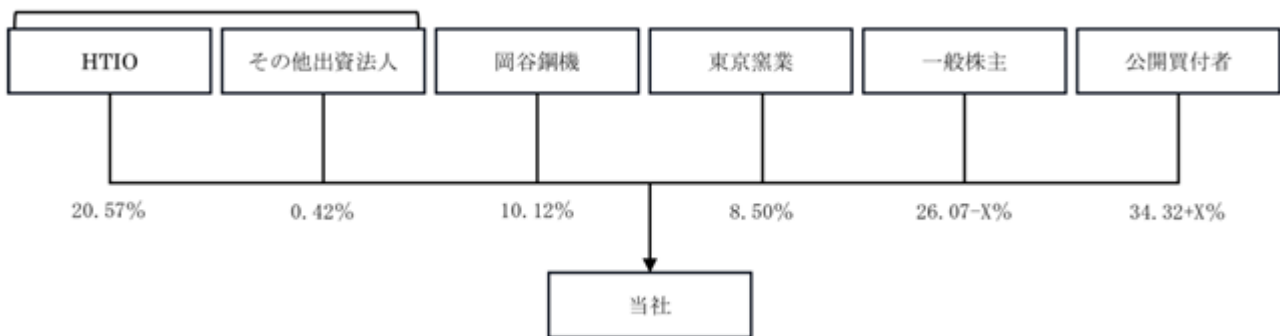 HTIO
その他出資法人
岡谷鋼機
東京窯業
一般株主
公開買付者
20.57%
0.42%
10.12%
8.50%
26.07-X%
34.32+X%
当社